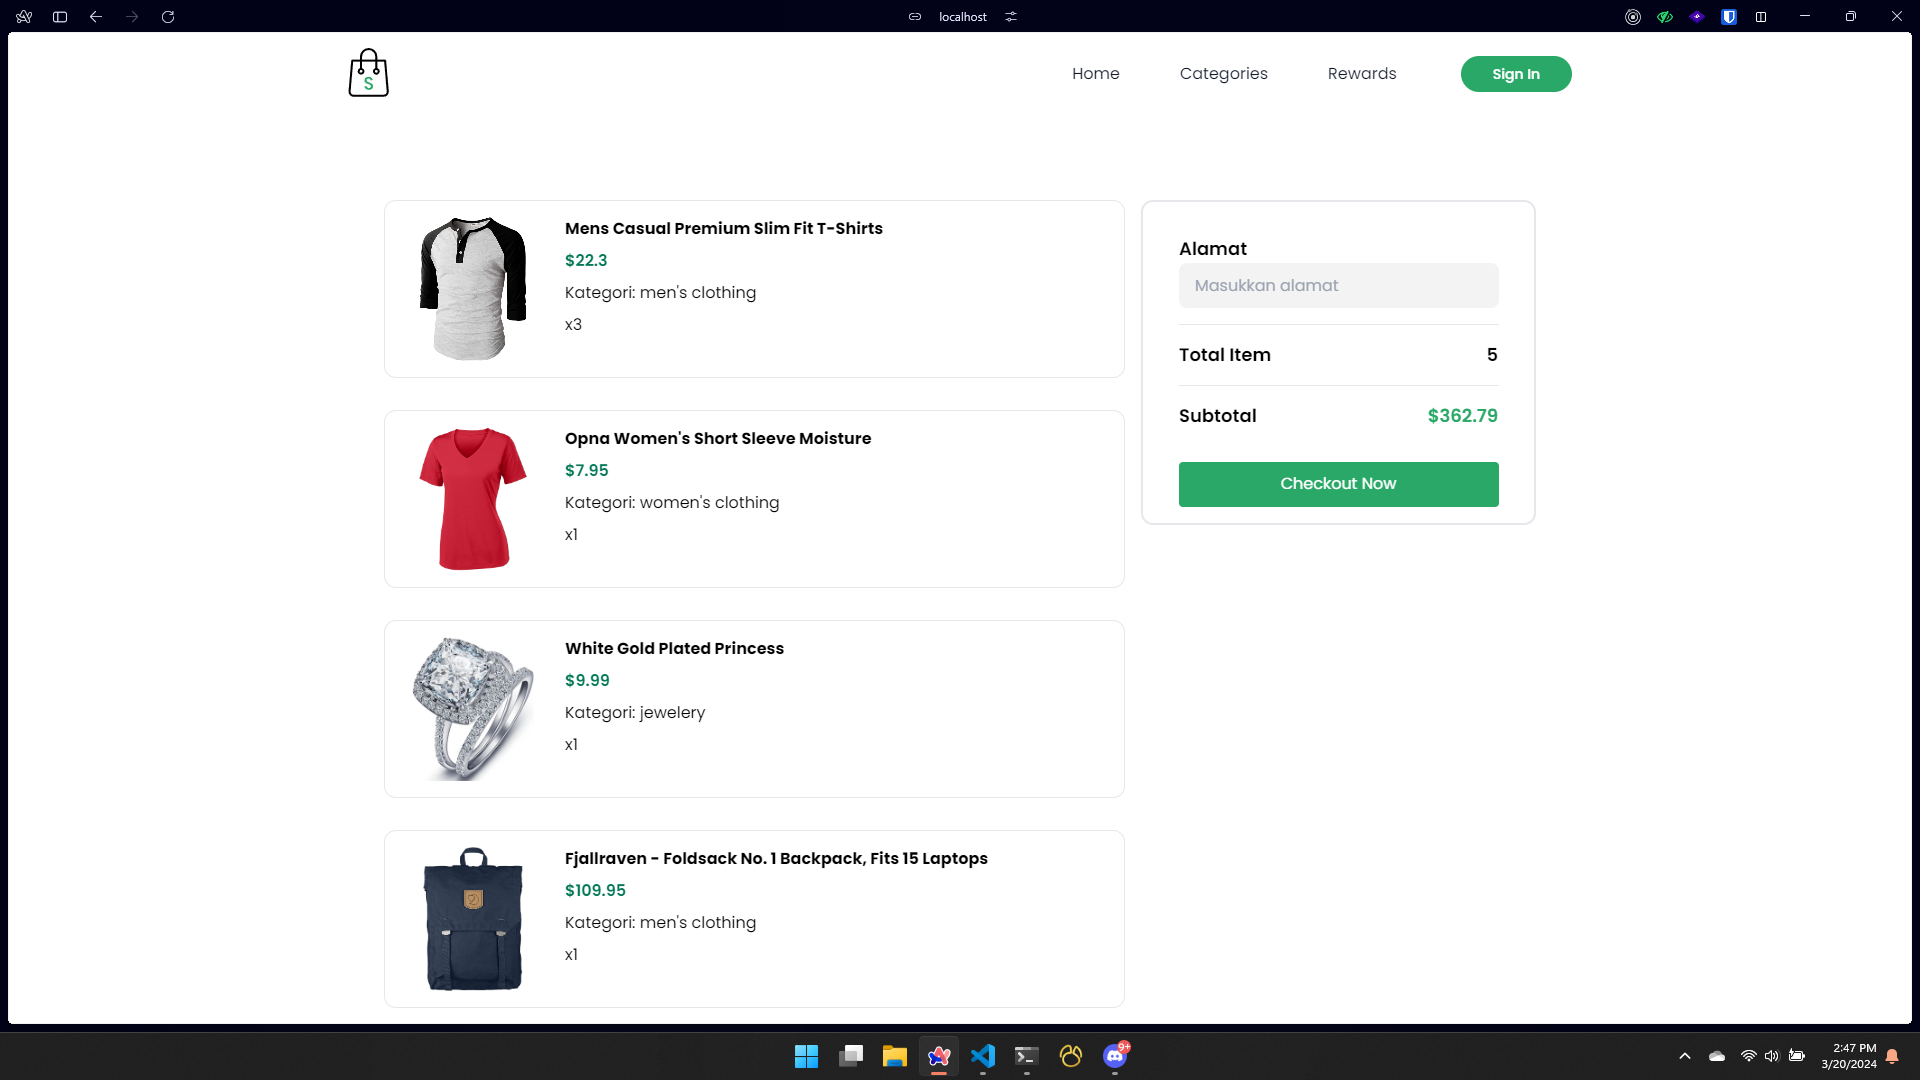 localhost
S
Home
Categories
Rewards
Sign In
Mens Casual Premium Slim Fit T-Shirts
$22.3
Kategori: men's clothing
x3
Opna Women's Short Sleeve Moisture
$7.95
Kategori: women's clothing
x1
White Gold Plated Princess
$9.99
Kategori: jewelery
x1
Fjallraven - Foldsack No. 1 Backpack, Fits 15 Laptops
$109.95
Kategori: men's clothing
x1
Alamat
Masukkan alamat
Total Item
5
Subtotal
$362.79
Checkout Now
9+
2:47 PM
3/20/2024